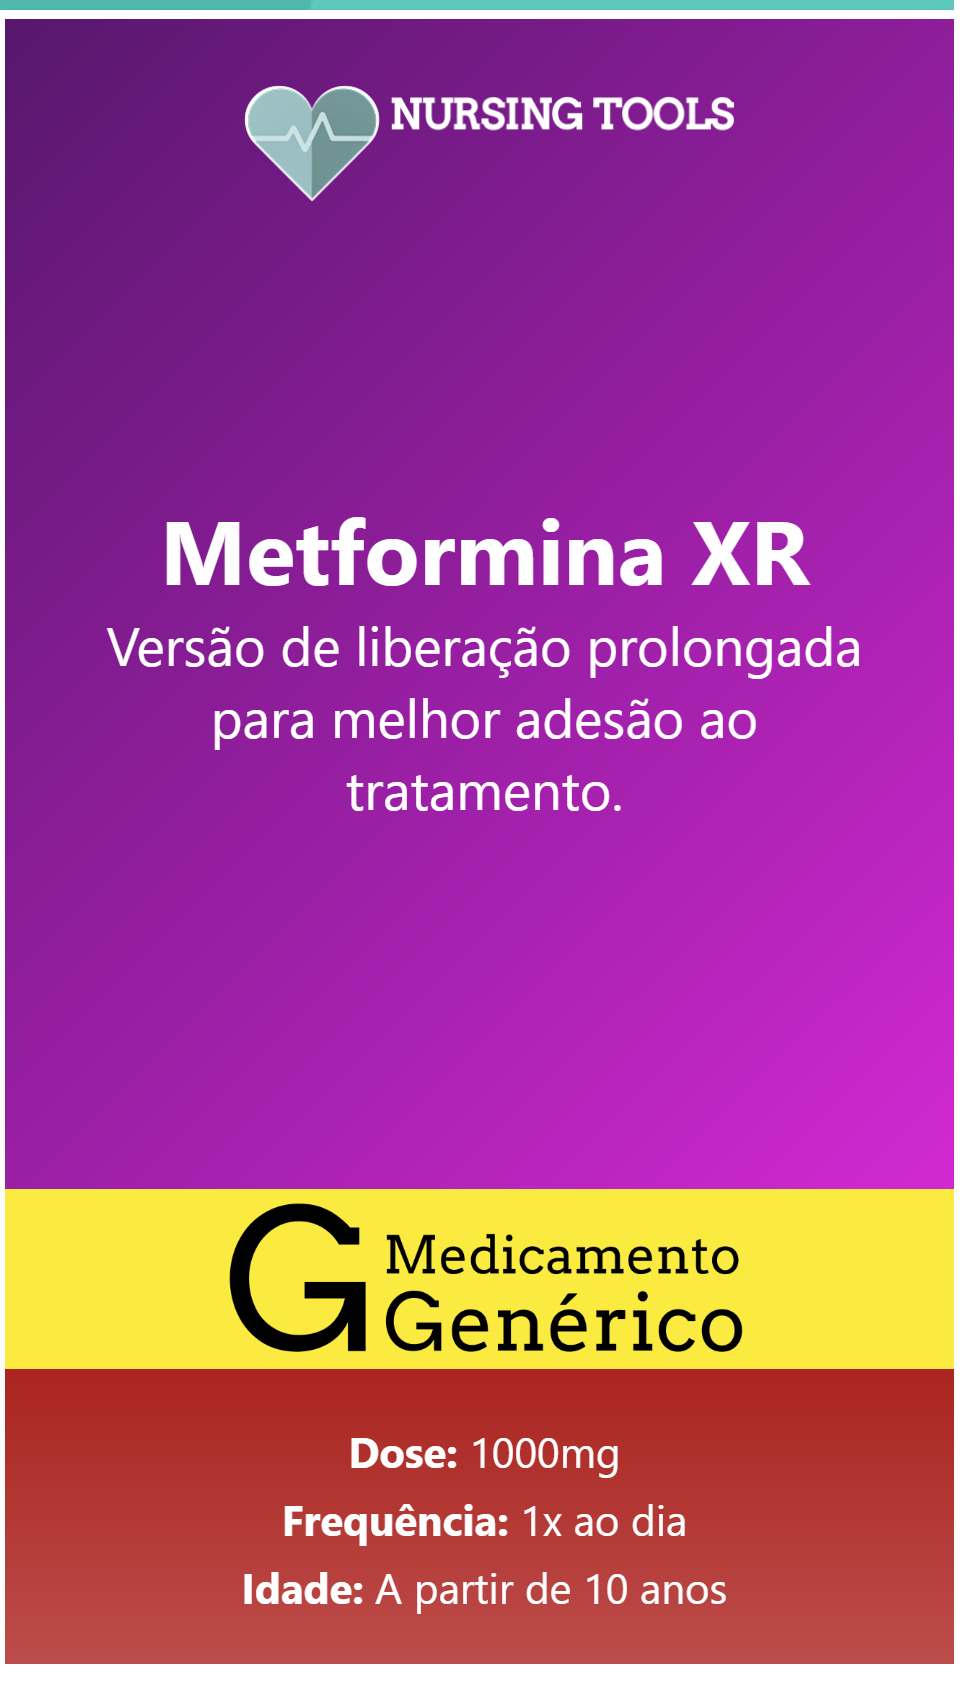 NURSING TOOLS
Metformina XR
Versão de liberação prolongada
para melhor adesão ao
tratamento.
G Medicamento
Genérico
Dose: 1000mg
Frequência: 1x ao dia
Idade: A partir de 10 anos